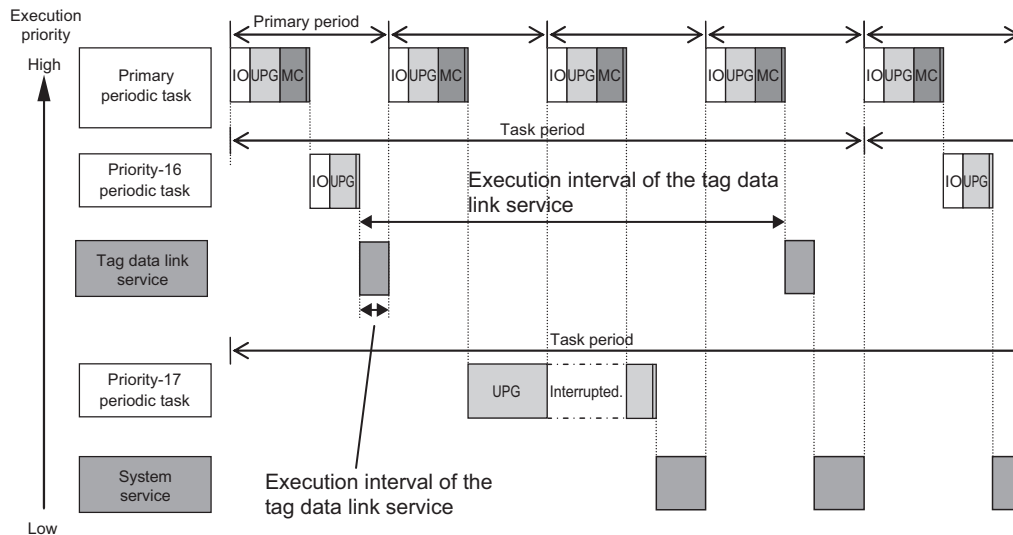 Execution
priority
High
Primary period
Primary
periodic task
IO UPG MC
IO UPG MC
IO UPG MC
IO UPG MC
IO UPG MC
Task period
Priority-16
periodic task
IO UPG
Execution interval of the tag data
link service
IO UPG
Tag data link
service
Task period
Priority-17
periodic task
UPG
Interrupted.
System
service
Execution interval of the
tag data link service
Low